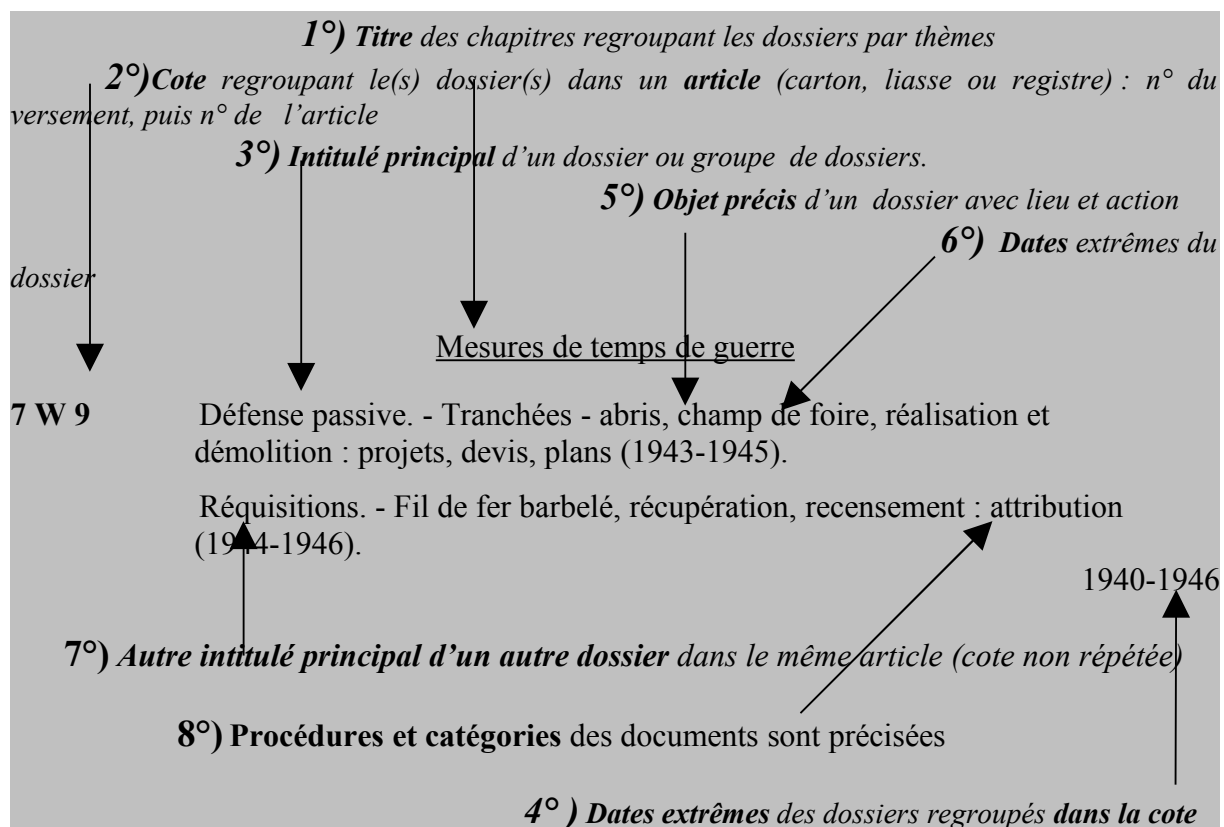 1°) Titre des chapitres regroupant les dossiers par thèmes
2°)Cote regroupant le(s) dossier(s) dans un article (carton, liasse ou registre) : n° du
versement, puis n° de l’article
3°) Intitulé principal d’un dossier ou groupe de dossiers.
5°) Objet précis d’un dossier avec lieu et action
6°) Dates extrêmes du
dossier
Mesures de temps de guerre
7 W 9 Défense passive. - Tranchées - abris, champ de foire, réalisation et
démolition : projets, devis, plans (1943-1945).
Réquisitions. - Fil de fer barbelé, récupération, recensement : attribution
(1944-1946).
1940-1946
7°) Autre intitulé principal d’un autre dossier dans le même article (cote non répétée)
8°) Procédures et catégories des documents sont précisées
4° ) Dates extrêmes des dossiers regroupés dans la cote